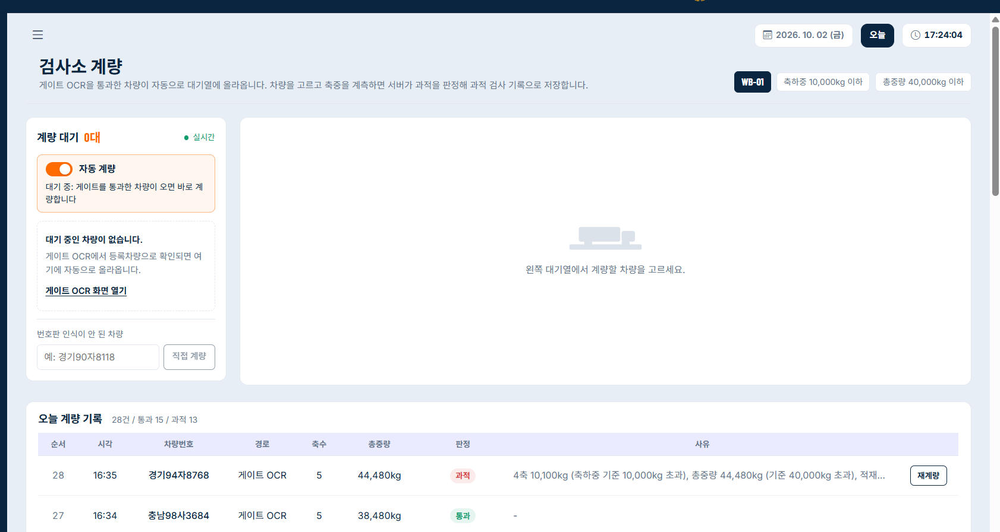 2026. 10. 02 (금)
오늘
17:24:04
검사소 계량
게이트 OCR을 통과한 차량이 자동으로 대기열에 올라옵니다. 차량을 고르고 축중을 계측하면 서버가 과적을 판정해 과적 검사 기록으로 저장합니다.
WB-01
축하중 10,000kg 이하
총중량 40,000kg 이하
계량 대기 0대
실시간
자동 계량
대기 중: 게이트를 통과한 차량이 오면 바로 계
량합니다
대기 중인 차량이 없습니다.
게이트 OCR에서 등록차량으로 확인되면 여
기에 자동으로 올라옵니다.
게이트 OCR 화면 열기
번호판 인식이 안 된 차량
예: 경기90자8118
직접 계량
왼쪽 대기열에서 계량할 차량을 고르세요.
오늘 계량 기록 28건 / 통과 15 / 과적 13
순서 시각 차량번호 경로 축수 총중량 판정 사유
28 16:35 경기94자8768 게이트 OCR 5 44,480kg 과적 4축 10,100kg (축하중 기준 10,000kg 초과), 총중량 44,480kg (기준 40,000kg 초과), 적재... 재계량
27 16:34 충남98사3684 게이트 OCR 5 38,480kg 통과 -